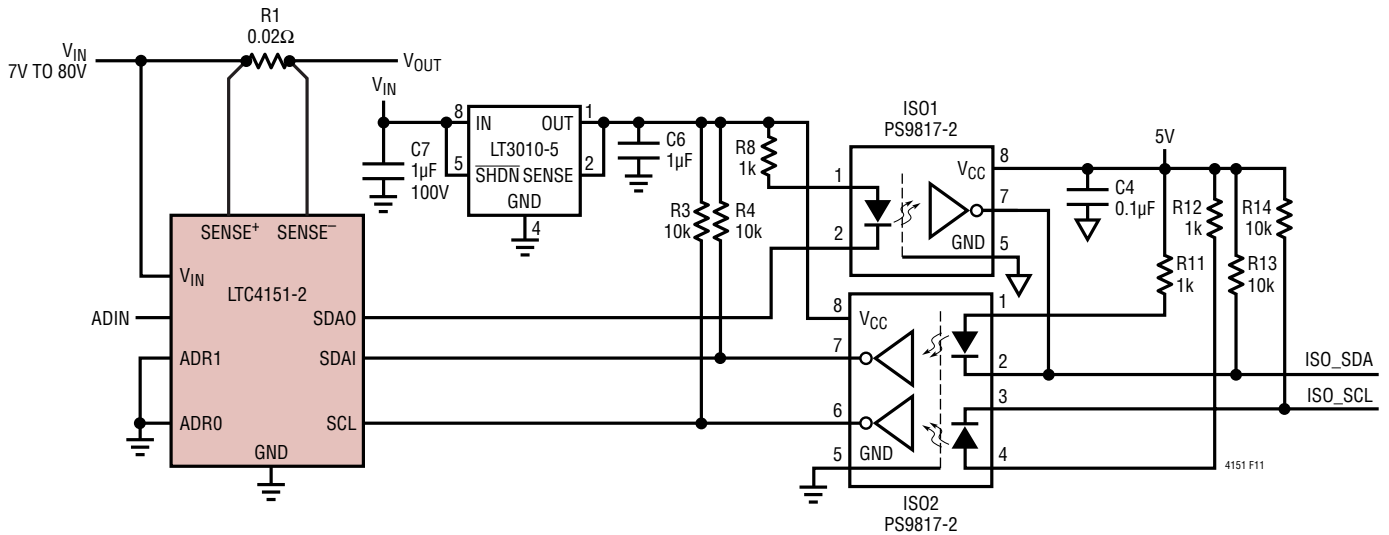 R1
0.02Ω
VIN
7V TO 80V
VOUT
VIN
C7
1µF
100V
8
IN
OUT
1
LT3010-5
5
SHDN
SENSE
2
GND
4
C6
1µF
R8
1k
R3
10k
R4
10k
ISO1
PS9817-2
1
2
VCC
8
7
GND
5
5V
C4
0.1µF
R12
1k
R14
10k
R11
1k
R13
10k
SENSE+
SENSE–
VIN
LTC4151-2
ADIN
SDAO
ADR1
SDAI
ADR0
SCL
GND
8
VCC
7
6
5
GND
1
2
3
4
ISO2
PS9817-2
ISO_SDA
ISO_SCL
4151 F11